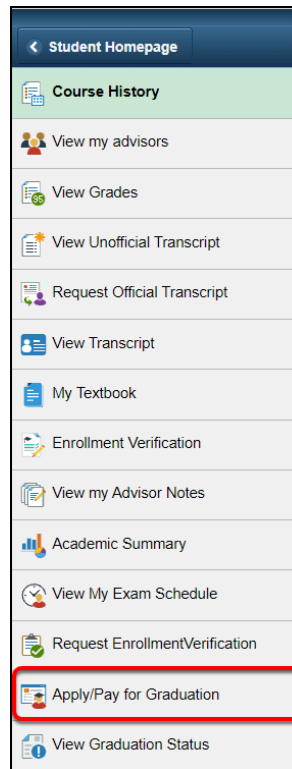 Student Homepage
Course History
View my advisors
95
View Grades
View Unofficial Transcript
Request Official Transcript
View Transcript
My Textbook
Enrollment Verification
View my Advisor Notes
Academic Summary
View My Exam Schedule
Request EnrollmentVerification
Apply/Pay for Graduation
View Graduation Status